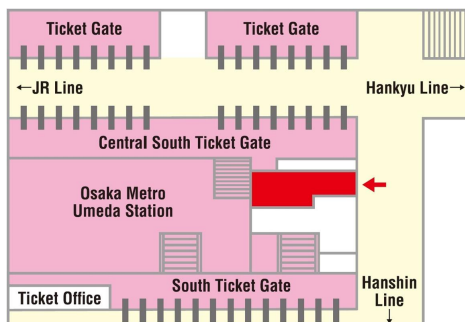 Ticket Gate
Ticket Gate
←JR Line
Hankyu Line→
Central South Ticket Gate
Osaka Metro
Umeda Station
South Ticket Gate
Ticket Office
Hanshin
Line
↓